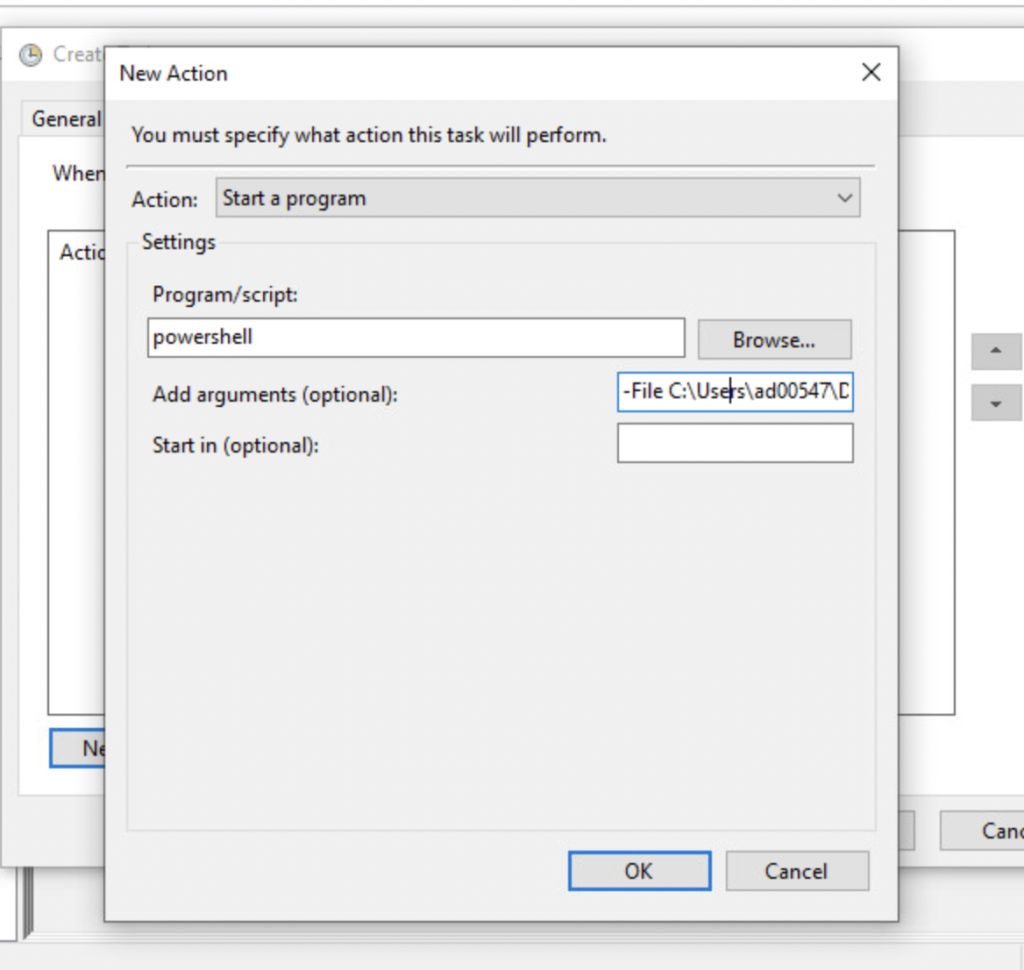 Create
New Action
General
You must specify what action this task will perform.
When
Action: Start a program
Actio
Settings
Program/script:
powershell
Browse...
Add arguments (optional): -File C:\Users\ad00547\D
Start in (optional):
Ne
OK
Cancel
Canc